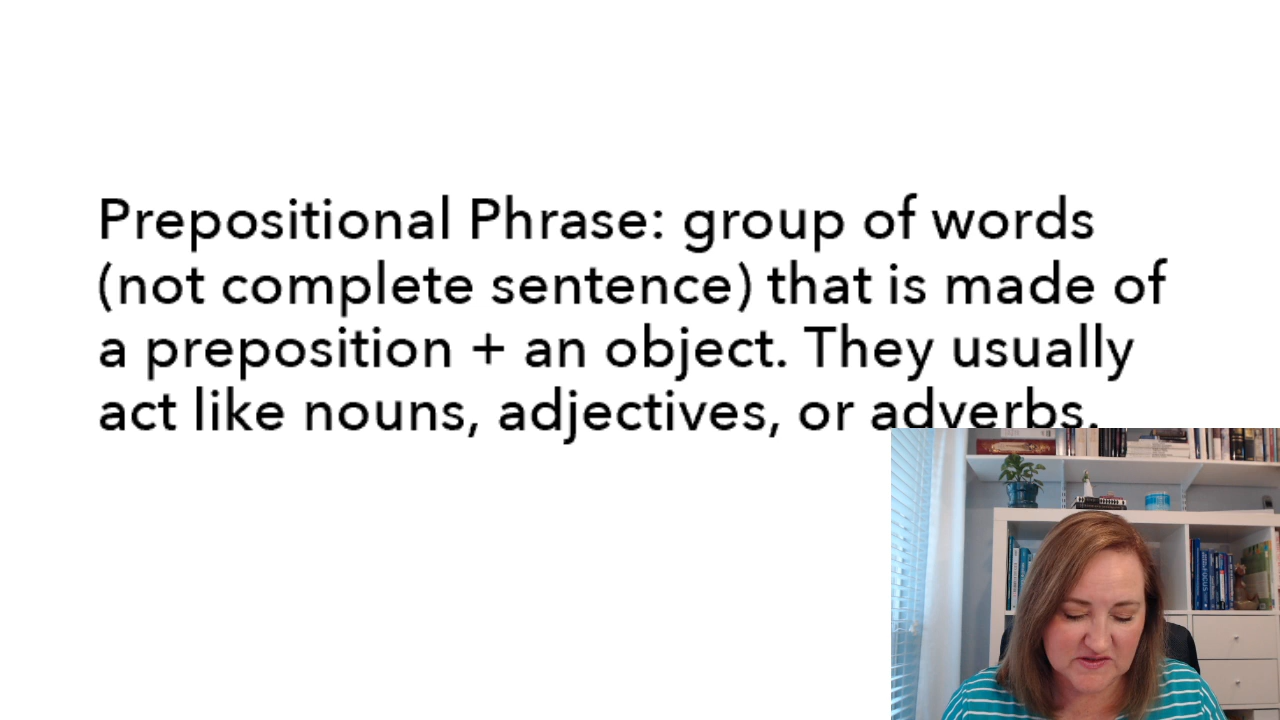 Prepositional Phrase: group of words
(not complete sentence) that is made of
a preposition + an object. They usually
act like nouns, adjectives, or adverbs.